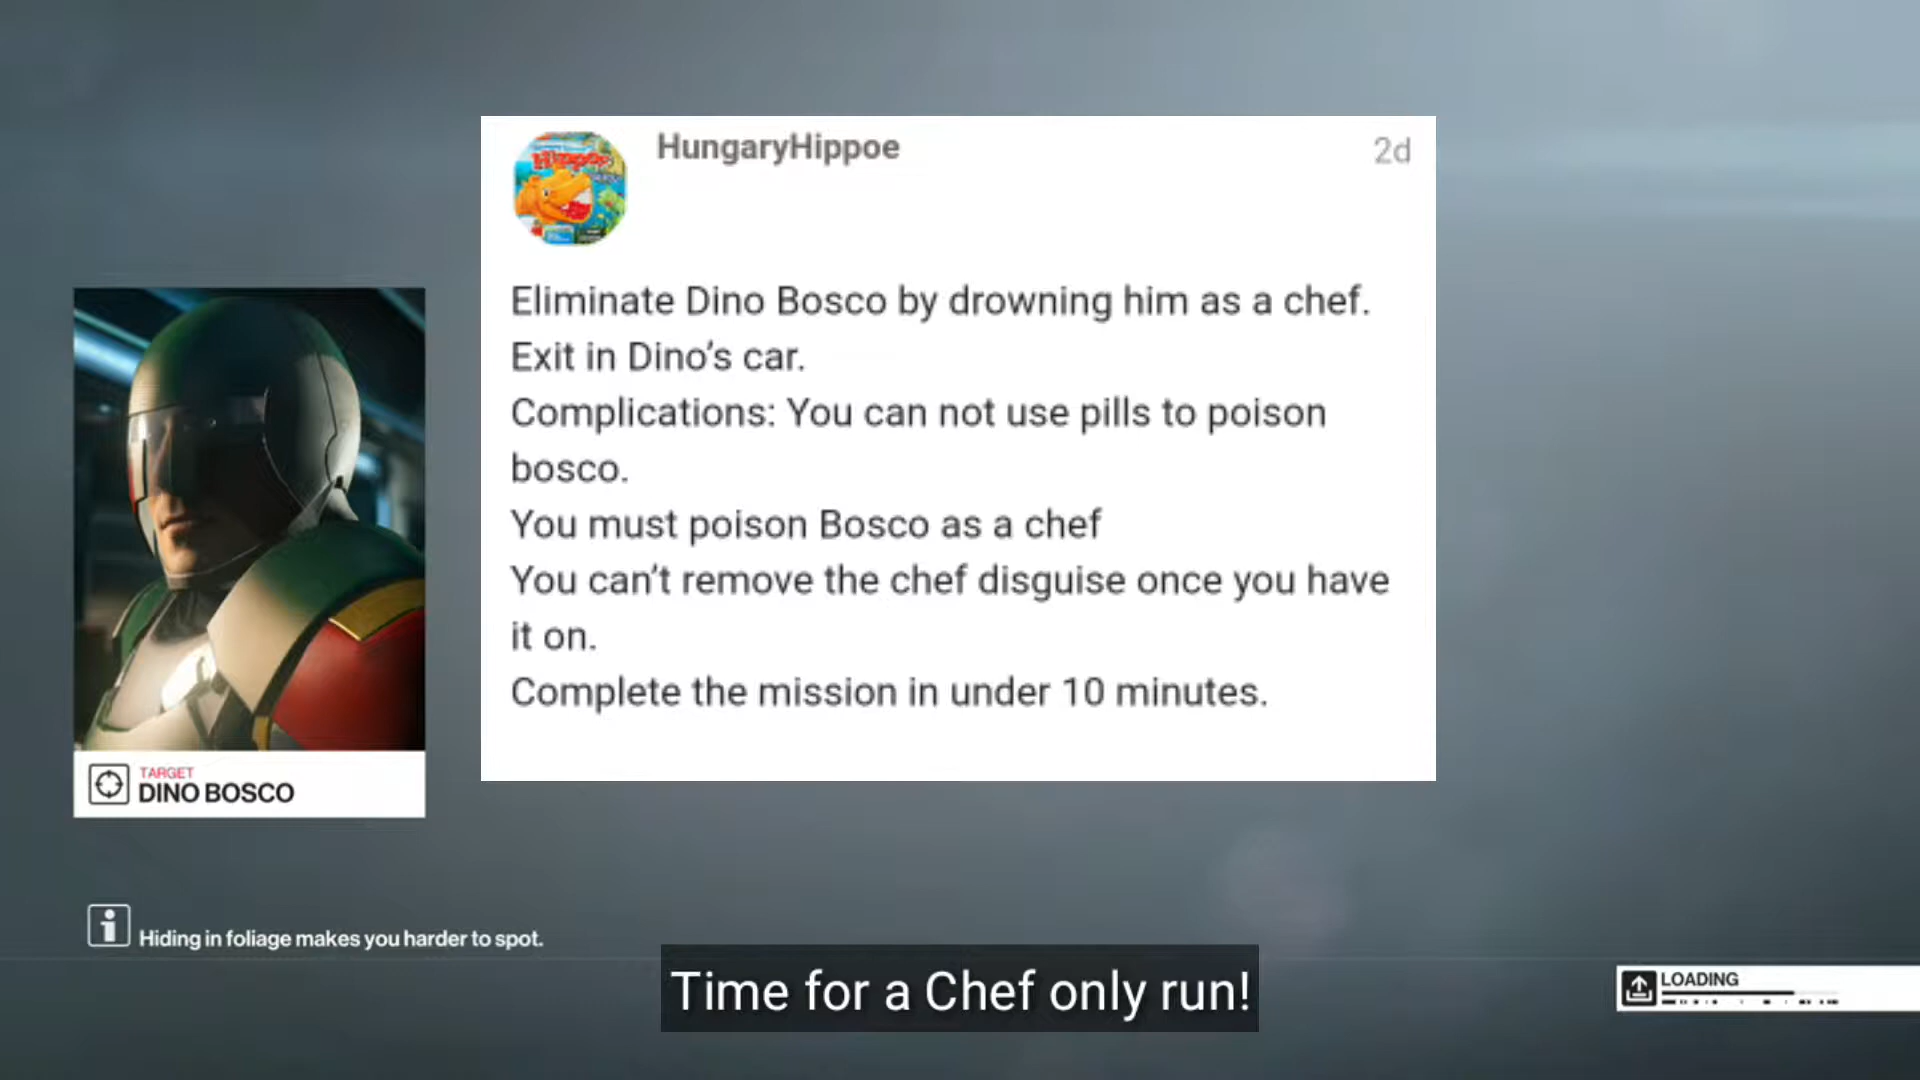 HungaryHippoe
2d
Hippos
Eliminate Dino Bosco by drowning him as a chef.
Exit in Dino’s car.
Complications: You can not use pills to poison
bosco.
You must poison Bosco as a chef
You can’t remove the chef disguise once you have
it on.
Complete the mission in under 10 minutes.
TARGET
DINO BOSCO
Hiding in foliage makes you harder to spot.
Time for a Chef only run!
LOADING